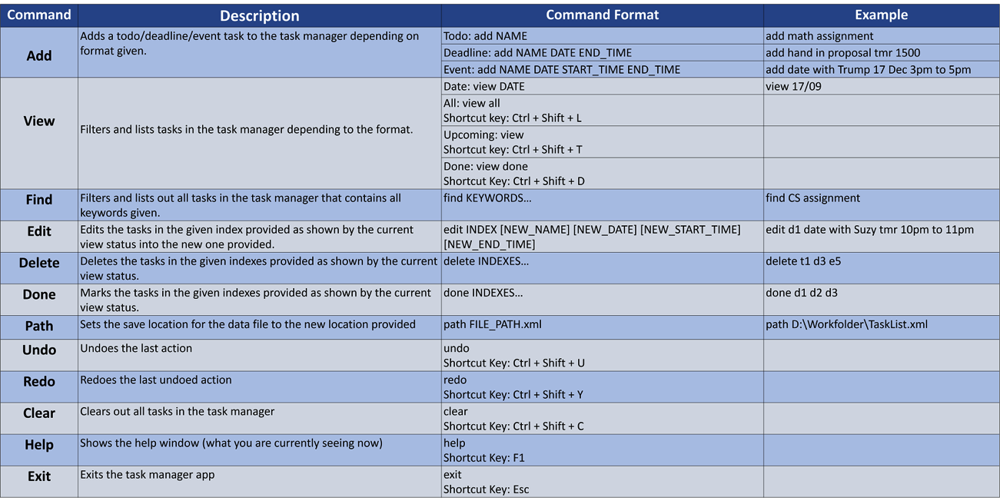 Command Description Command Format Example
Add
Adds a todo/deadline/event task to the task manager depending on
format given.
Todo: add NAME
add math assignment
Deadline: add NAME DATE END_TIME
add hand in proposal tmr 1500
Event: add NAME DATE START_TIME END_TIME
add date with Trump 17 Dec 3pm to 5pm
View
Filters and lists tasks in the task manager depending to the format.
Date: view DATE
view 17/09
All: view all
Shortcut key: Ctrl + Shift + L
Upcoming: view
Shortcut key: Ctrl + Shift + T
Done: view done
Shortcut Key: Ctrl + Shift + D
Find
Filters and lists out all tasks in the task manager that contains all
keywords given.
find KEYWORDS...
find CS assignment
Edit
Edits the tasks in the given index provided as shown by the current
view status into the new one provided.
edit INDEX [NEW_NAME] [NEW_DATE] [NEW_START_TIME]
[NEW_END_TIME]
edit d1 date with Suzy tmr 10pm to 11pm
Delete
Deletes the tasks in the given indexes provided as shown by the current
view status.
delete INDEXES...
delete t1 d3 e5
Done
Marks the tasks in the given indexes provided as shown by the current
view status.
done INDEXES...
done d1 d2 d3
Path
Sets the save location for the data file to the new location provided
path FILE_PATH.xml
path D:\Workfolder\TaskList.xml
Undo
Undoes the last action
undo
Shortcut Key: Ctrl + Shift + U
Redo
Redoes the last undoed action
redo
Shortcut Key: Ctrl + Shift + Y
Clear
Clears out all tasks in the task manager
clear
Shortcut Key: Ctrl + Shift + C
Help
Shows the help window (what you are currently seeing now)
help
Shortcut Key: F1
Exit
Exits the task manager app
exit
Shortcut Key: Esc